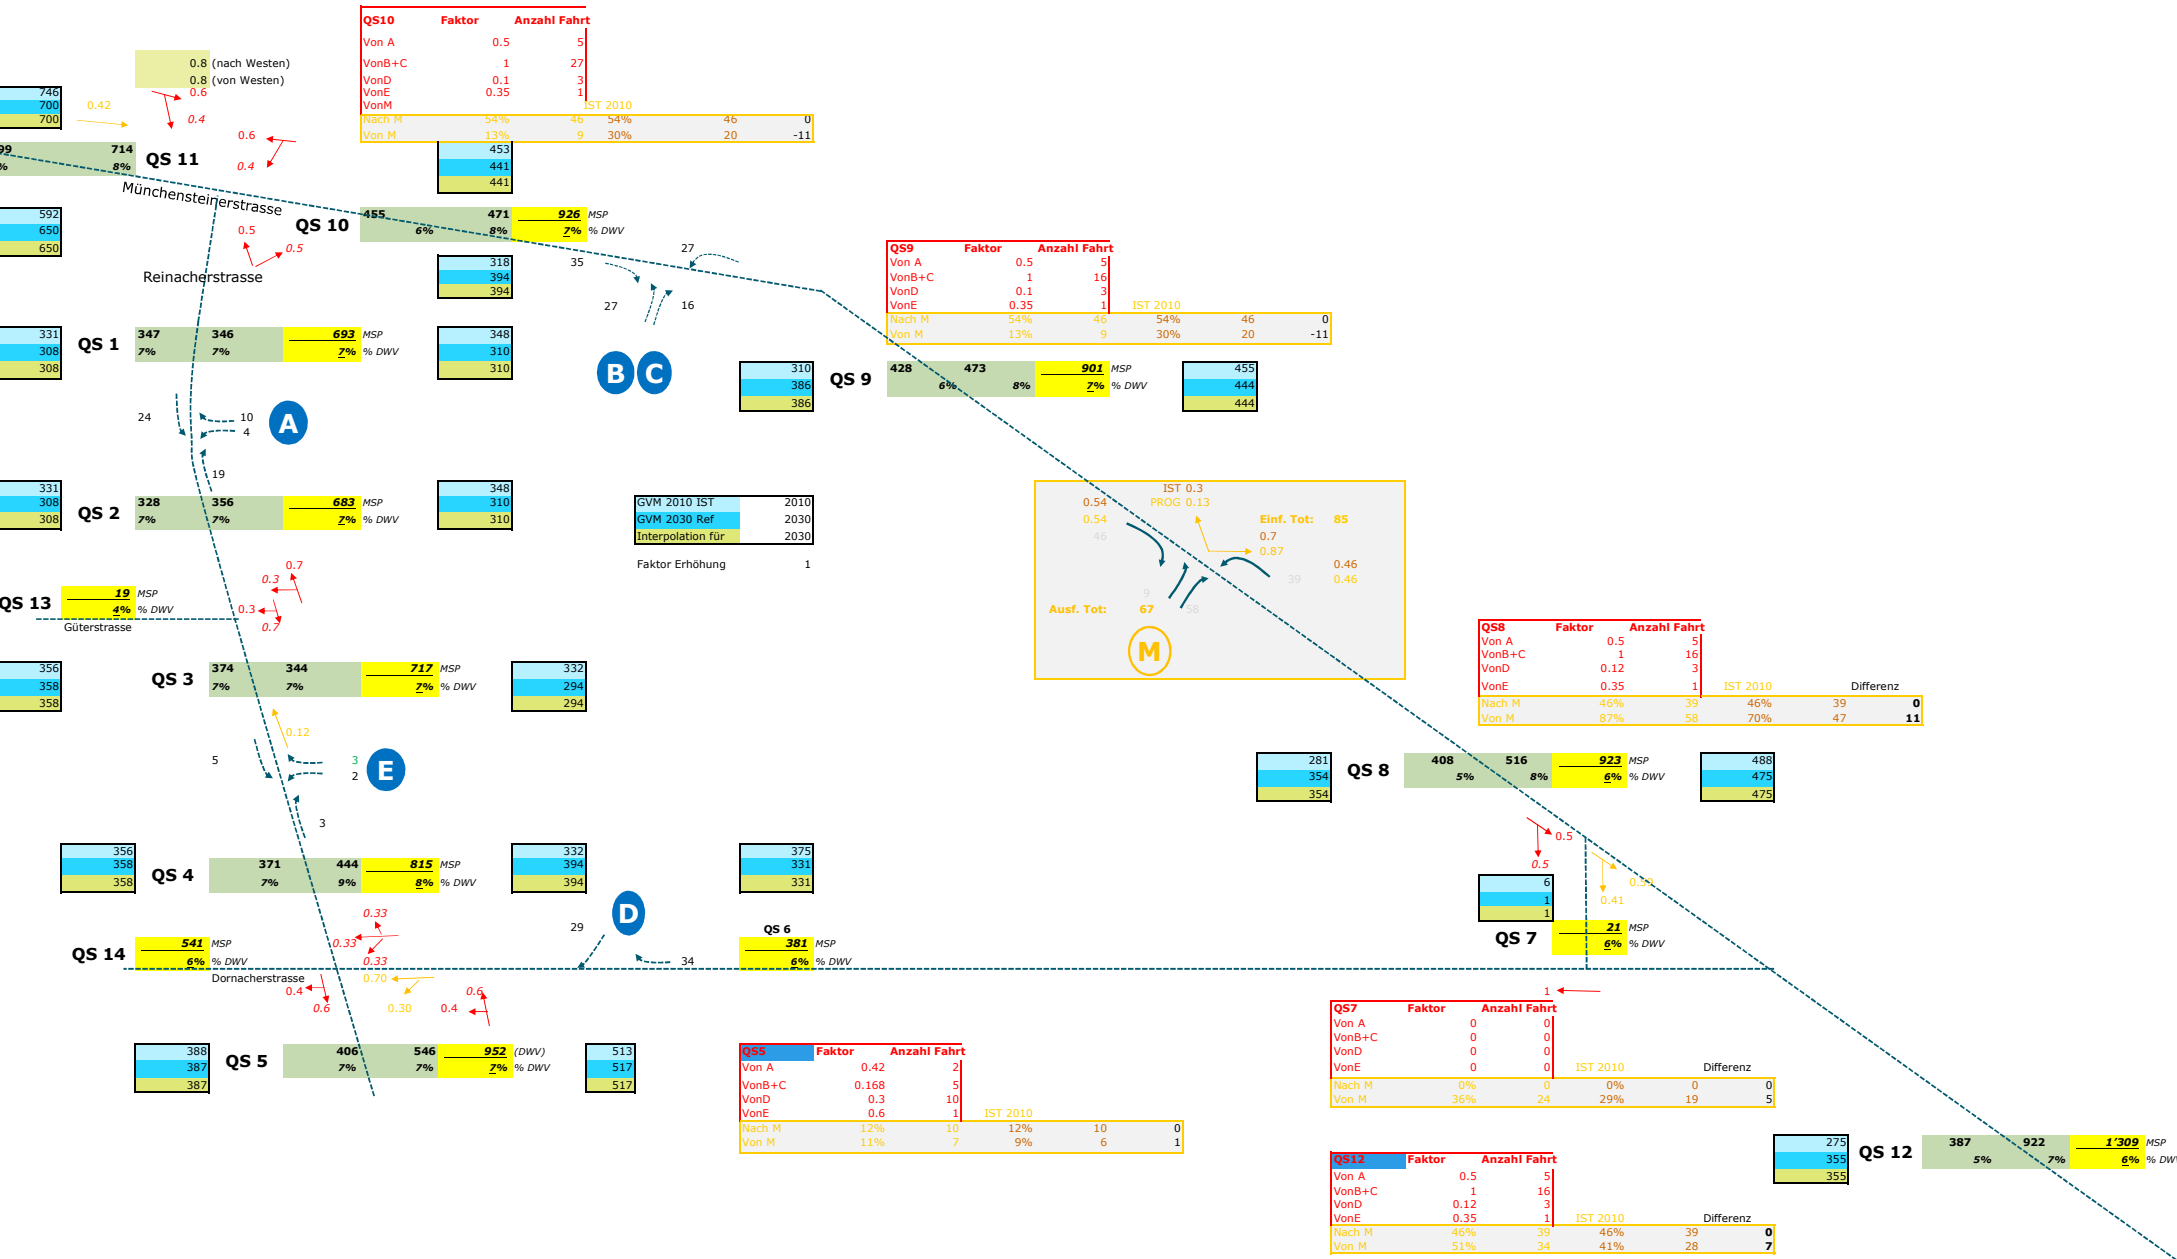 QS10 Faktor Anzahl Fahrt
Von A 0.5 5
VonB+C 1 27
VonD 0.1 3
VonE 0.35 1
VonM IST 2010
Nach M 54% 46 54% 46 0
Von M 13% 9 30% 20 -11
0.8 (nach Westen)
0.8 (von Westen)
746
700
700
0.42
0.6
0.4
0.6
0.4
99 714
% 8%
QS 11
Münchensteinerstrasse
453
441
441
592
650
650
QS 10
455 471 926 MSP
6% 8% 7% % DWV
0.5
0.5
Reinacherstrasse
318
394
394
35
27
27
16
B C
QS9 Faktor Anzahl Fahrt
Von A 0.5 5
VonB+C 1 16
VonD 0.1 3
VonE 0.35 1 IST 2010
Nach M 54% 46 54% 46 0
Von M 13% 9 30% 20 -11
331
308
308
QS 1
347 346 693 MSP
7% 7% 7% % DWV
348
310
310
310
386
386
QS 9
428 473 901 MSP
6% 8% 7% % DWV
455
444
444
24
10
4
A
19
331
308
308
QS 2
328 356 683 MSP
7% 7% 7% % DWV
348
310
310
GVM 2010 IST 2010
GVM 2030 Ref 2030
Interpolation für 2030
Faktor Erhöhung 1
IST 0.3
0.54 PROG 0.13
0.54
46
Einf. Tot: 85
0.7
0.87
0.46
39 0.46
9
Ausf. Tot: 67 58
M
0.7
0.3
0.3
0.7
QS 13
19 MSP
4% % DWV
Güterstrasse
356
358
358
QS 3
374 344 717 MSP
7% 7% 7% % DWV
332
294
294
QS8 Faktor Anzahl Fahrt
Von A 0.5 5
VonB+C 1 16
VonD 0.12 3
VonE 0.35 1 IST 2010 Differenz
Nach M 46% 39 46% 39 0
Von M 87% 58 70% 47 11
0.12
5
3
2
E
3
281
354
354
QS 8
408 516 923 MSP
5% 8% 6% % DWV
488
475
475
0.5
0.5
0.41
356
358
358
QS 4
371 444 815 MSP
7% 9% 8% % DWV
332
394
394
375
331
331
6
1
1
QS 7
21 MSP
6% % DWV
0.33
0.33
0.33
29
D
34
QS 6
381 MSP
6% % DWV
QS 14
541 MSP
6% % DWV
Dornacherstrasse
0.4
0.6
0.70
0.30
0.6
0.4
1
388
387
387
QS 5
406 546 952 (DWV)
7% 7% 7% % DWV
513
517
517
QS5 Faktor Anzahl Fahrt
Von A 0.42 2
VonB+C 0.168 5
VonD 0.3 10
VonE 0.6 1 IST 2010
Nach M 12% 10 12% 10 0
Von M 11% 7 9% 6 1
QS7 Faktor Anzahl Fahrt
Von A 0 0
VonB+C 0 0
VonD 0 0
VonE 0 0 IST 2010 Differenz
Nach M 0% 0 0% 0 0
Von M 36% 24 29% 19 5
QS12 Faktor Anzahl Fahrt
Von A 0.5 5
VonB+C 1 16
VonD 0.12 3
VonE 0.35 1 IST 2010 Differenz
Nach M 46% 39 46% 39 0
Von M 51% 34 41% 28 7
275
355
355
QS 12
387 922 1’309 MSP
5% 7% 6% % DWV